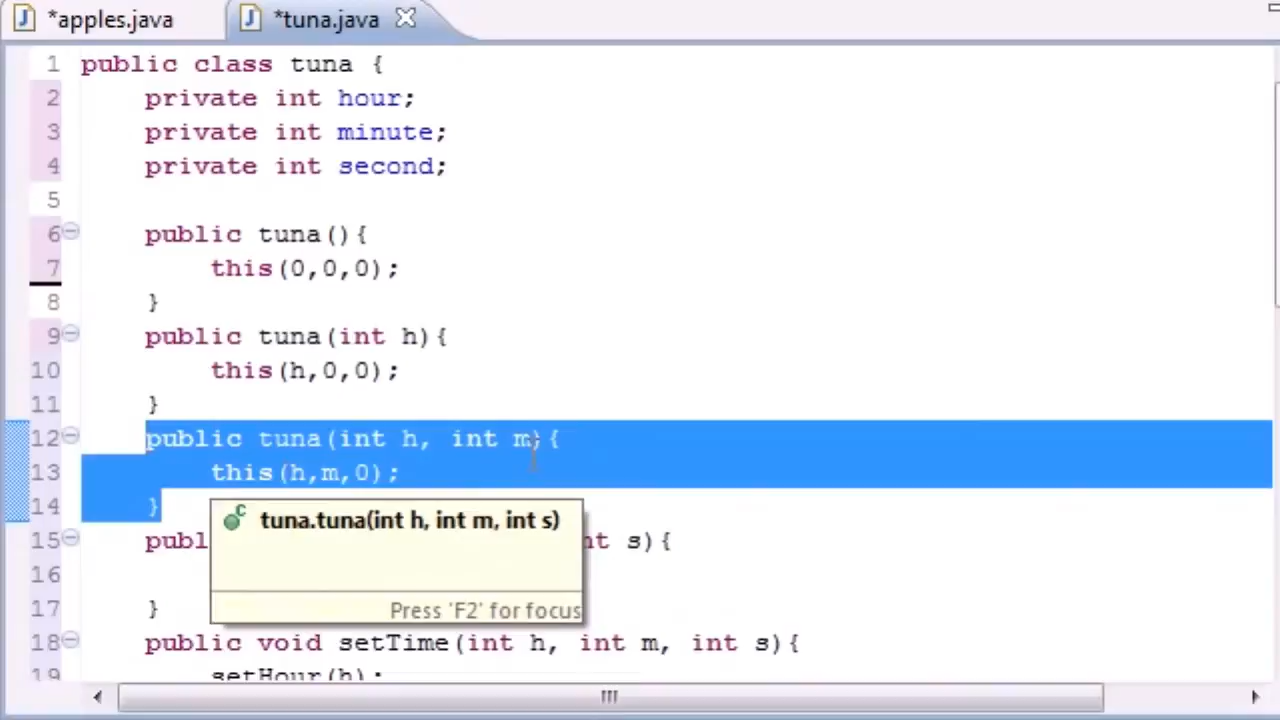 *apples.java
*tuna.java
1 public class tuna {
2 private int hour;
3 private int minute;
4 private int second;
5
6 public tuna(){
7 this(0,0,0);
8 }
9 public tuna(int h){
10 this(h,0,0);
11 }
12 public tuna(int h, int m){
13 this(h,m,0);
14 }
tuna.tuna(int h, int m, int s)
15 publ nt s){
16
Press 'F2' for focus
17 }
18 public void setTime(int h, int m, int s){
19 setHour(h);